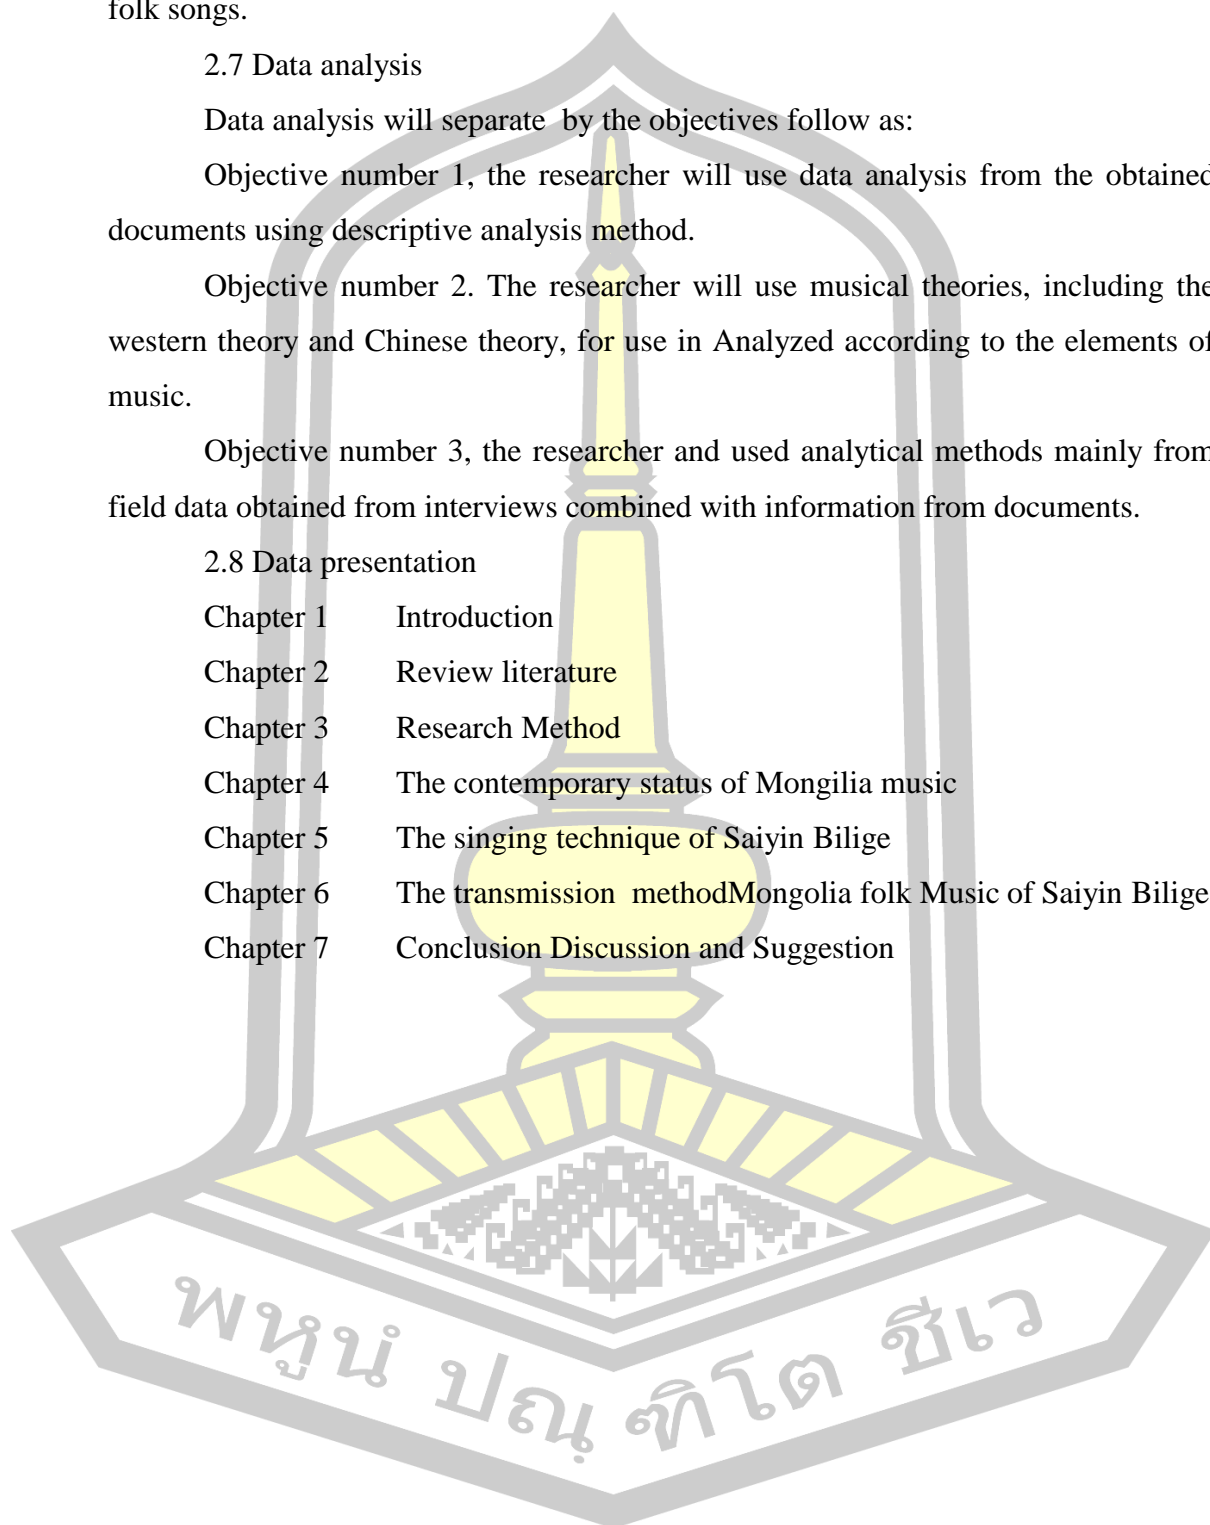 folk songs.
2.7 Data analysis
Data analysis will separate by the objectives follow as:
Objective number 1, the researcher will use data analysis from the obtained
documents using descriptive analysis method.
Objective number 2. The researcher will use musical theories, including the
western theory and Chinese theory, for use in Analyzed according to the elements of
music.
Objective number 3, the researcher and used analytical methods mainly from
field data obtained from interviews combined with information from documents.
2.8 Data presentation
Chapter 1 Introduction
Chapter 2 Review literature
Chapter 3 Research Method
Chapter 4 The contemporary status of Mongilia music
Chapter 5 The singing technique of Saiyin Bilige
Chapter 6 The transmission methodMongolia folk Music of Saiyin Bilige
Chapter 7 Conclusion Discussion and Suggestion
พหูนํ ปณฺ ฑิโต ชีเว